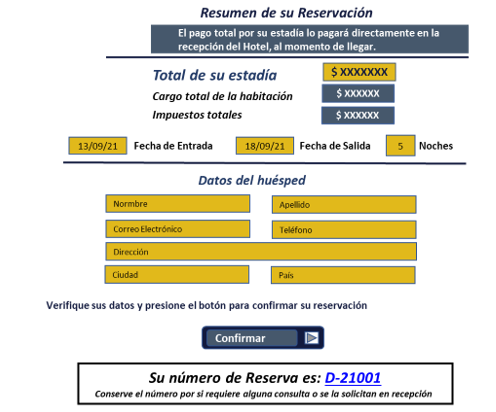 Resumen de su Reservación
El pago total por su estadía lo pagará directamente en la
recepción del Hotel, al momento de llegar.
Total de su estadía
$ XXXXXXX
Cargo total de la habitación
$ XXXXXX
Impuestos totales
$ XXXXXX
13/09/21 Fecha de Entrada 18/09/21 Fecha de Salida 5 Noches
Datos del huésped
Normbre Apellido
Correo Electrónico Teléfono
Dirección
Ciudad País
Verifique sus datos y presione el botón para confirmar su reservación
Confirmar
Su número de Reserva es: D-21001
Conserve el número por si requiere alguna consulta o se la solicitan en recepción